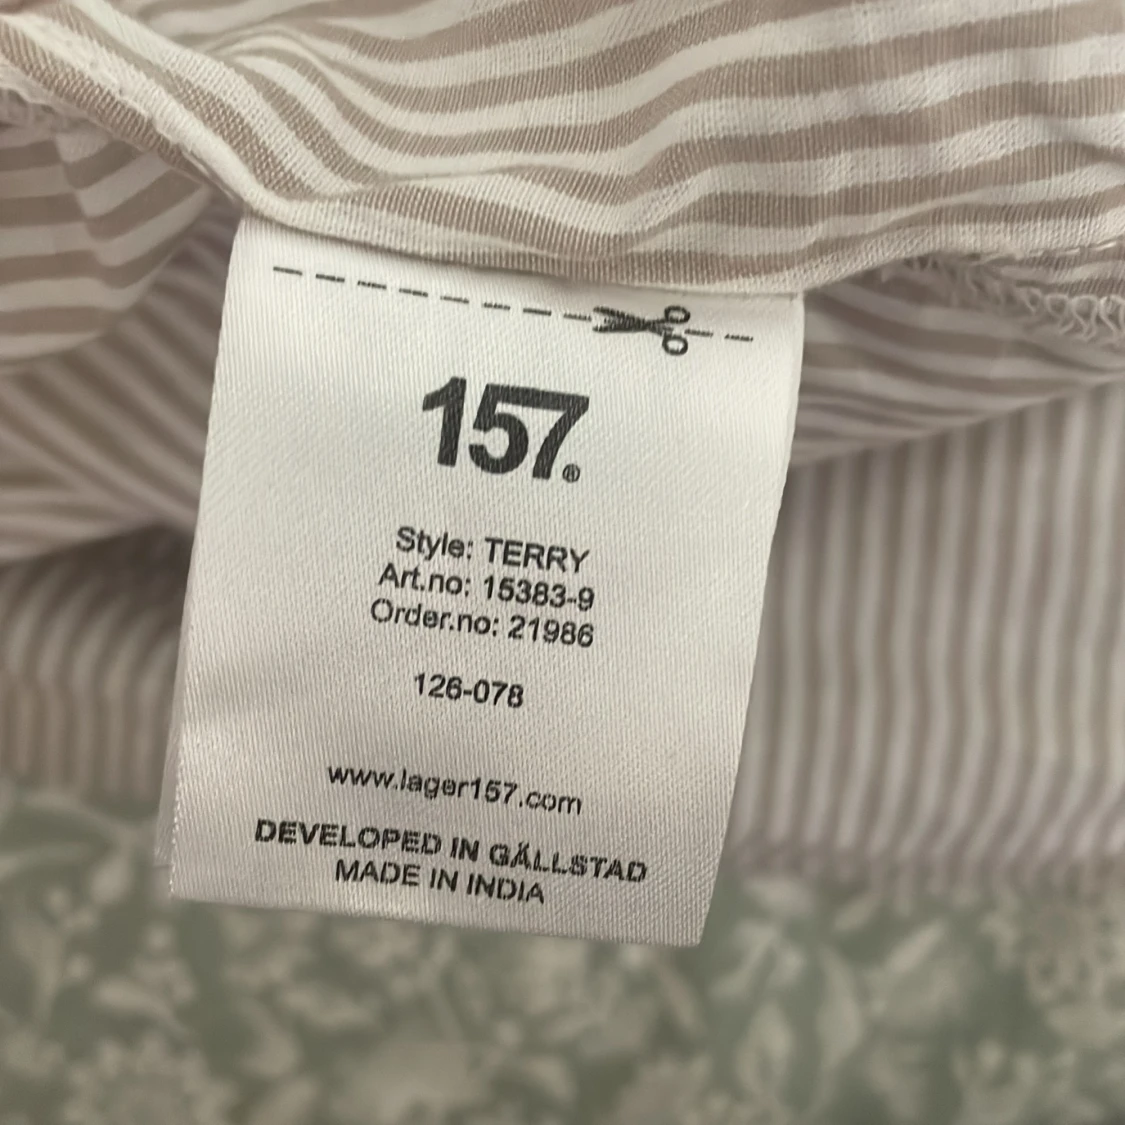 157®
Style: TERRY
Art.no: 15383-9
Order.no: 21986
126-078
www.lager157.com
DEVELOPED IN GÄLLSTAD
MADE IN INDIA